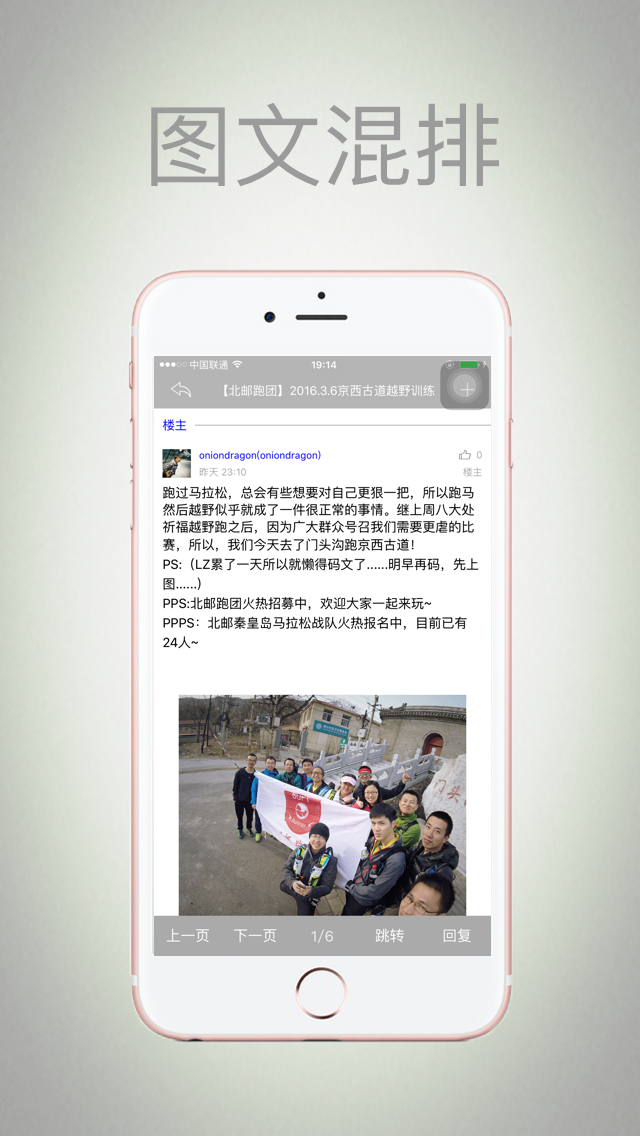 图文混排
中国联通 19:14
【北邮跑团】2016.3.6京西古道越野训练
楼主
oniondragon(oniondragon) 0
昨天 23:10 楼主
跑过马拉松，总会有些想要对自己更狠一把，所以跑马
然后越野似乎就成了一件很正常的事情。继上周八大处
祈福越野跑之后，因为广大群众号召我们需要更虐的比
赛，所以，我们今天去了门头沟跑京西古道！
PS:（LZ累了一天所以就懒得码文了......明早再码，先上
图......）
PPS:北邮跑团火热招募中，欢迎大家一起来玩~
PPPS：北邮秦皇岛马拉松战队火热报名中，目前已有
24人~
门头
上一页 下一页 1/6 跳转 回复